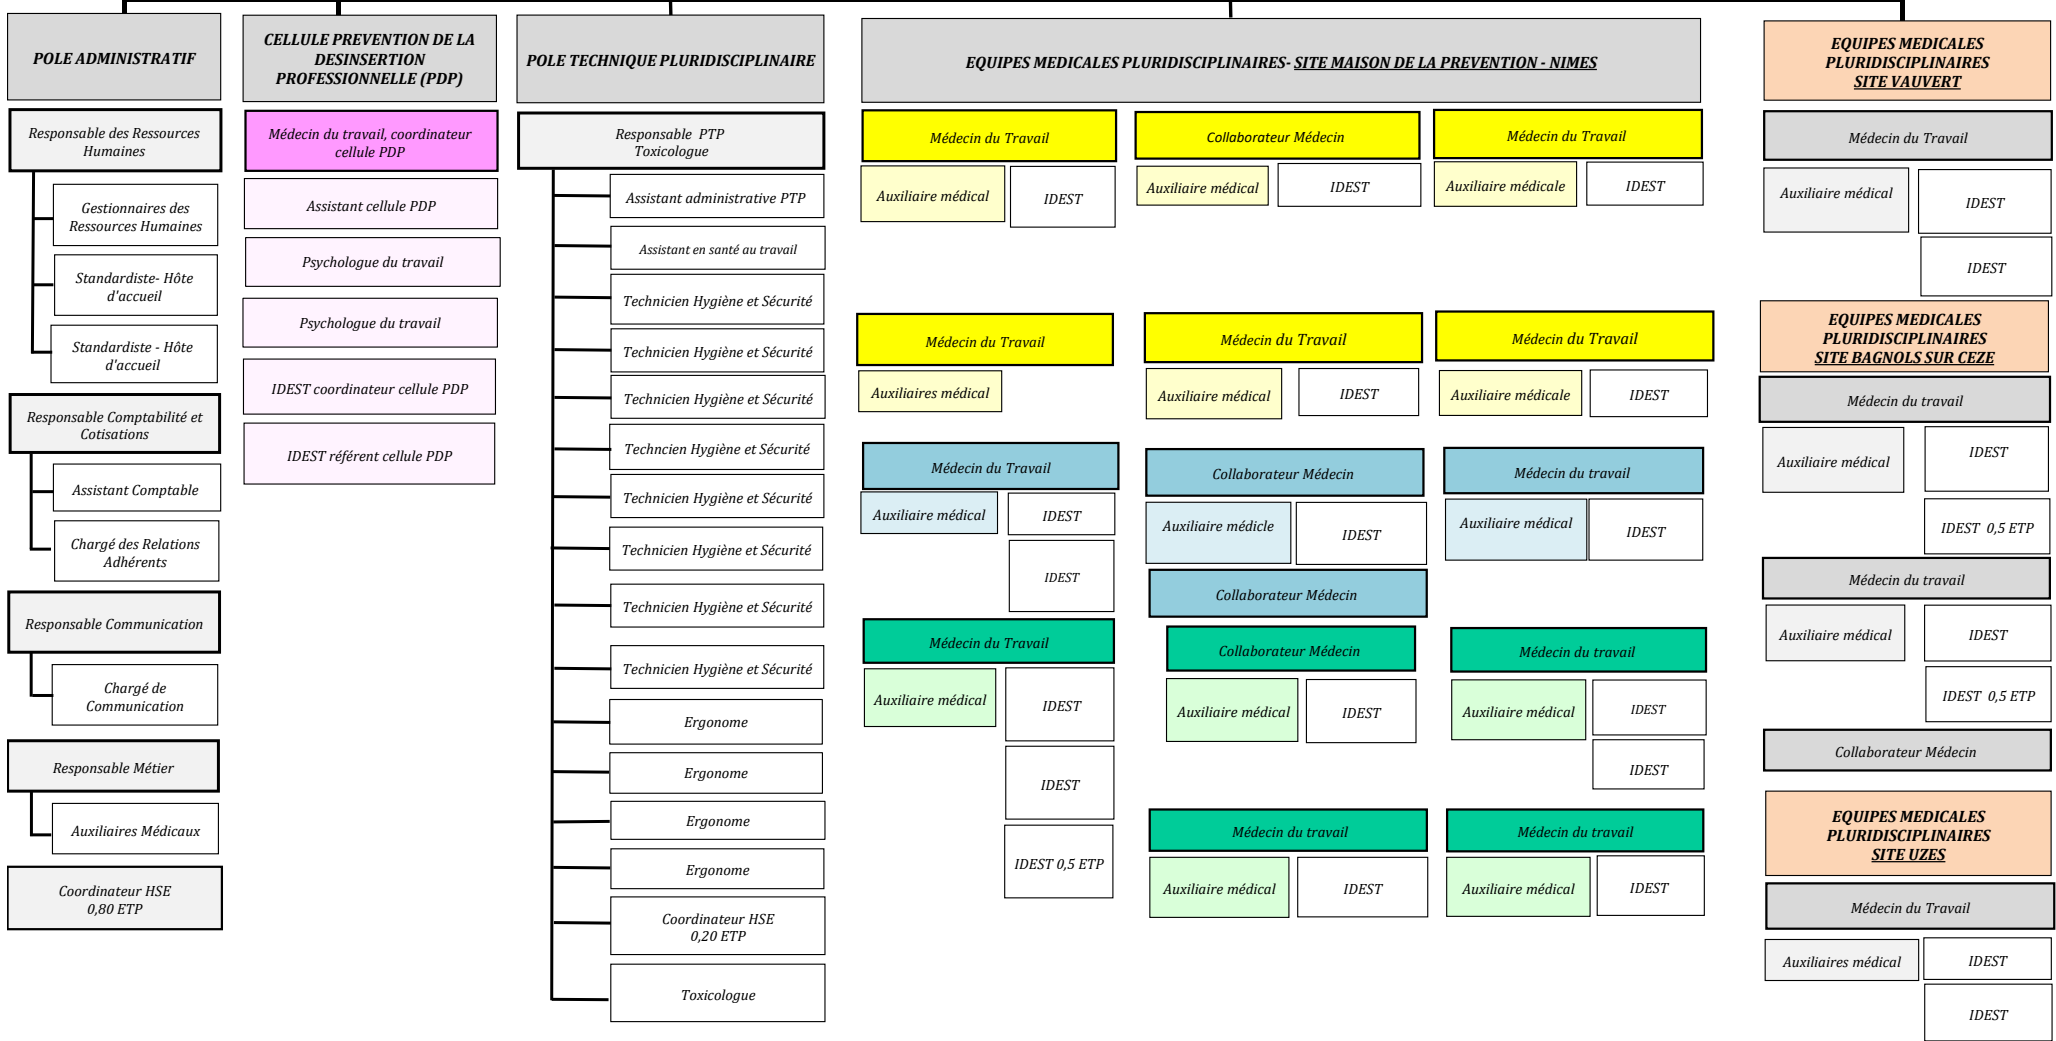 POLE ADMINISTRATIF
Responsable des Ressources
Humaines
Gestionnaires des
Ressources Humaines
Standardiste- Hôte
d'accueil
Standardiste - Hôte
d'accueil
Responsable Comptabilité et
Cotisations
Assistant Comptable
Chargé des Relations
Adhérents
Responsable Communication
Chargé de
Communication
Responsable Métier
Auxiliaires Médicaux
Coordinateur HSE
0,80 ETP
CELLULE PREVENTION DE LA
DESINSERTION
PROFESSIONNELLE (PDP)
Médecin du travail, coordinateur
cellule PDP
Assistant cellule PDP
Psychologue du travail
Psychologue du travail
IDEST coordinateur cellule PDP
IDEST référent cellule PDP
POLE TECHNIQUE PLURIDISCIPLINAIRE
Responsable PTP
Toxicologue
Assistant administrative PTP
Assistant en santé au travail
Technicien Hygiène et Sécurité
Technicien Hygiène et Sécurité
Technicien Hygiène et Sécurité
Techncien Hygiène et Sécurité
Technicien Hygiène et Sécurité
Technicien Hygiène et Sécurité
Technicien Hygiène et Sécurité
Technicien Hygiène et Sécurité
Ergonome
Ergonome
Ergonome
Ergonome
Coordinateur HSE
0,20 ETP
Toxicologue
EQUIPES MEDICALES PLURIDISCIPLINAIRES- SITE MAISON DE LA PREVENTION - NIMES
Médecin du Travail
Auxiliaire médical
IDEST
Collaborateur Médecin
Auxiliaire médical
IDEST
Médecin du Travail
Auxiliaire médicale
IDEST
Médecin du Travail
Auxiliaires médical
Médecin du Travail
Auxiliaire médical
IDEST
Médecin du Travail
Auxiliaire médicale
IDEST
Médecin du Travail
Auxiliaire médical
IDEST
IDEST
Collaborateur Médecin
Auxiliaire médicle
IDEST
Collaborateur Médecin
Médecin du travail
Auxiliaire médical
IDEST
Médecin du Travail
Auxiliaire médical
IDEST
IDEST
IDEST 0,5 ETP
Collaborateur Médecin
Auxiliaire médical
IDEST
Médecin du travail
Auxiliaire médical
IDEST
IDEST
Médecin du travail
Auxiliaire médical
IDEST
Médecin du travail
Auxiliaire médical
IDEST
EQUIPES MEDICALES
PLURIDISCIPLINAIRES
SITE VAUVERT
Médecin du Travail
Auxiliaire médical
IDEST
IDEST
EQUIPES MEDICALES
PLURIDISCIPLINAIRES
SITE BAGNOLS SUR CEZE
Médecin du travail
Auxiliaire médical
IDEST
IDEST 0,5 ETP
Médecin du travail
Auxiliaire médical
IDEST
IDEST 0,5 ETP
Collaborateur Médecin
EQUIPES MEDICALES
PLURIDISCIPLINAIRES
SITE UZES
Médecin du Travail
Auxiliaires médical
IDEST
IDEST